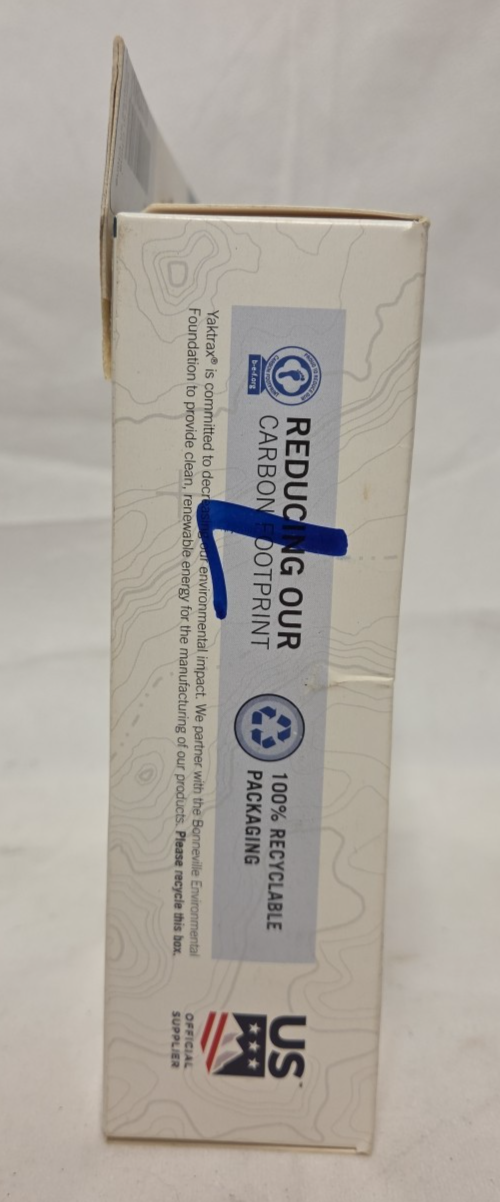 REDUCING OUR
CARBON FOOTPRINT
b-e-f.org
100% RECYCLABLE
PACKAGING
Yaktrax® is committed to decreasing our environmental impact. We partner with the Bonneville Environmental
Foundation to provide clean, renewable energy for the manufacturing of our products. Please recycle this box.
US
OFFICIAL
SUPPLIER